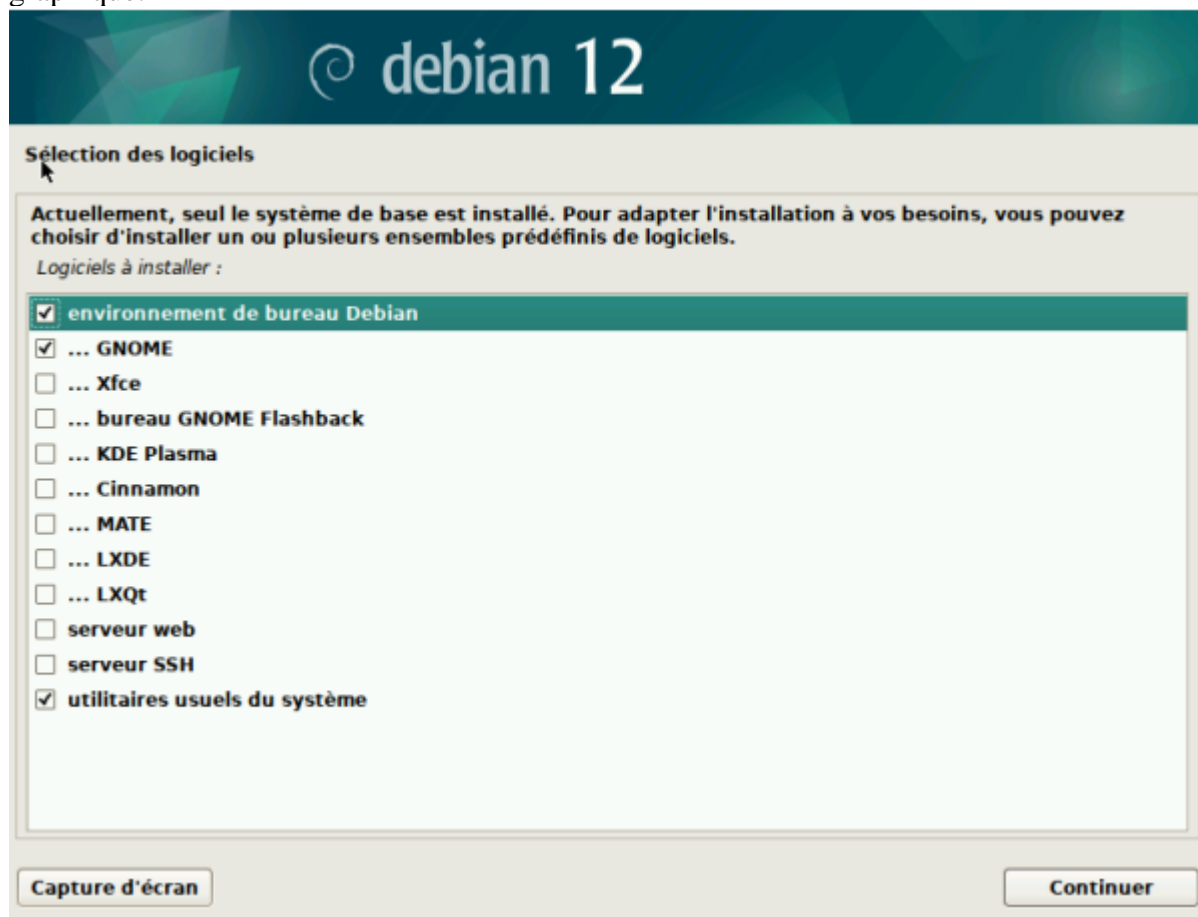 debian 12
Sélection des logiciels
Actuellement, seul le système de base est installé. Pour adapter l'installation à vos besoins, vous pouvez
choisir d'installer un ou plusieurs ensembles prédéfinis de logiciels.
Logiciels à installer :
environnement de bureau Debian
... GNOME
... Xfce
... bureau GNOME Flashback
... KDE Plasma
... Cinnamon
... MATE
... LXDE
... LXQt
serveur web
serveur SSH
utilitaires usuels du système
Capture d'écran
Continuer